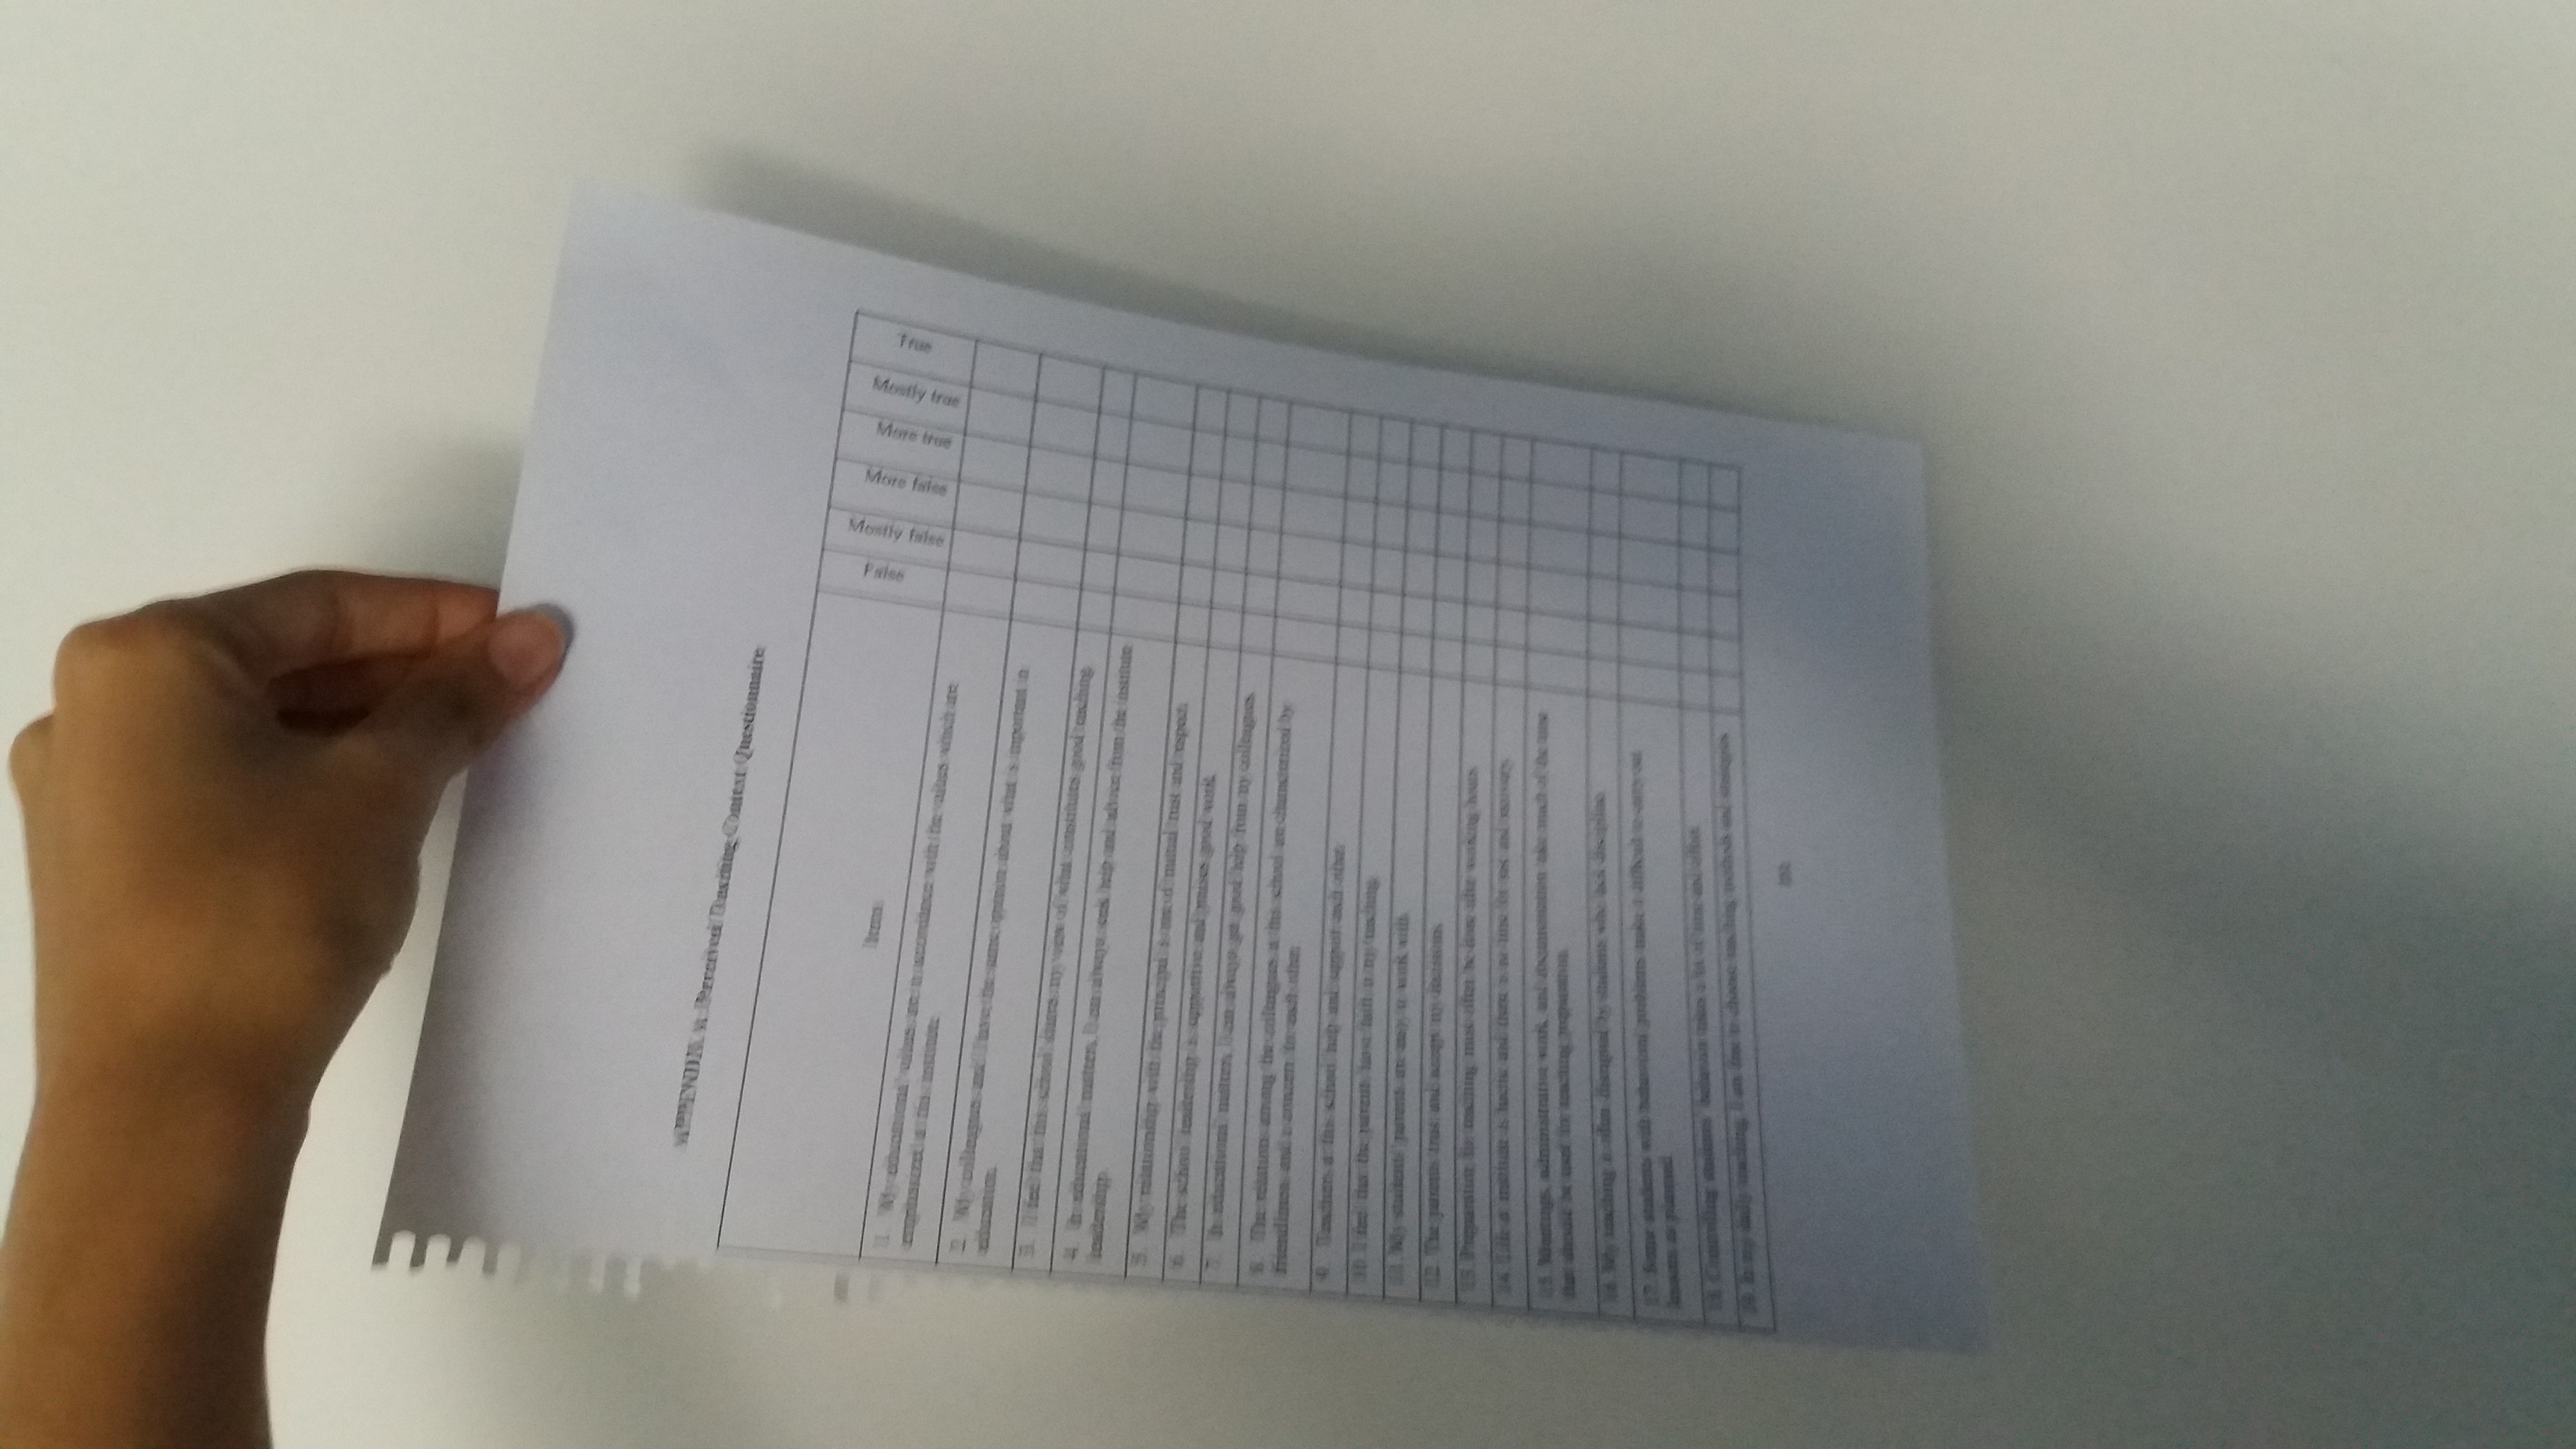 APPENDIX A: Perceived Teaching Context Questionnaire
Items
False
Mostly false
More false
More true
Mostly true
True
1. My educational values are in accordance with the values which are
emphasized at this institute.
2. My colleagues and I have the same opinion about what is important in
education.
3. I feel that this school shares my view of what constitutes good teaching.
4. In educational matters, I can always seek help and advice from the institute
leadership.
5. My relationship with the principal is one of mutual trust and respect.
6. The school leadership is supportive and praises good work.
7. In educational matters, I can always get good help from my colleagues.
8. The relations among the colleagues at this school are characterized by
friendliness and a concern for each other.
9. Teachers at this school help and support each other.
10. I feel that the parents have faith in my teaching.
11. My students' parents are easy to work with.
12. The parents trust and accept my decisions.
13. Preparation for teaching must often be done after working hours.
14. Life at institute is hectic and there is no time for rest and recovery.
15. Meetings, administrative work, and documentation take much of the time
that should be used for teaching preparation.
16. My teaching is often disrupted by students who lack discipline.
17. Some students with behavioral problems make it difficult to carry out
lessons as planned.
18. Controlling students' behavior takes a lot of time and effort.
19. In my daily teaching, I am free to choose teaching methods and strategies.